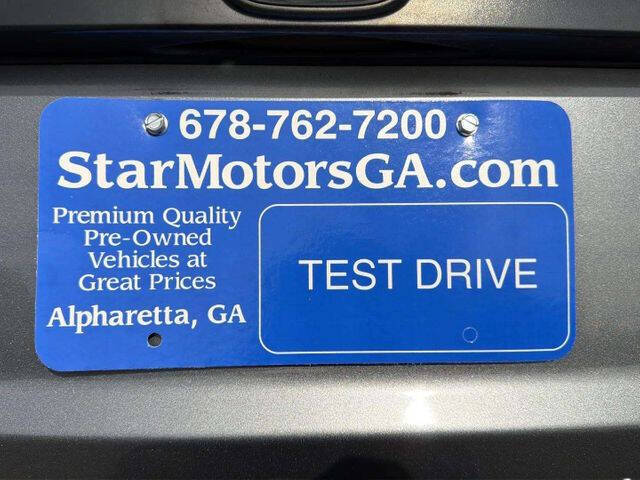 678-762-7200
StarMotorsGA.com
Premium Quality
Pre-Owned
Vehicles at
Great Prices
Alpharetta, GA
TEST DRIVE